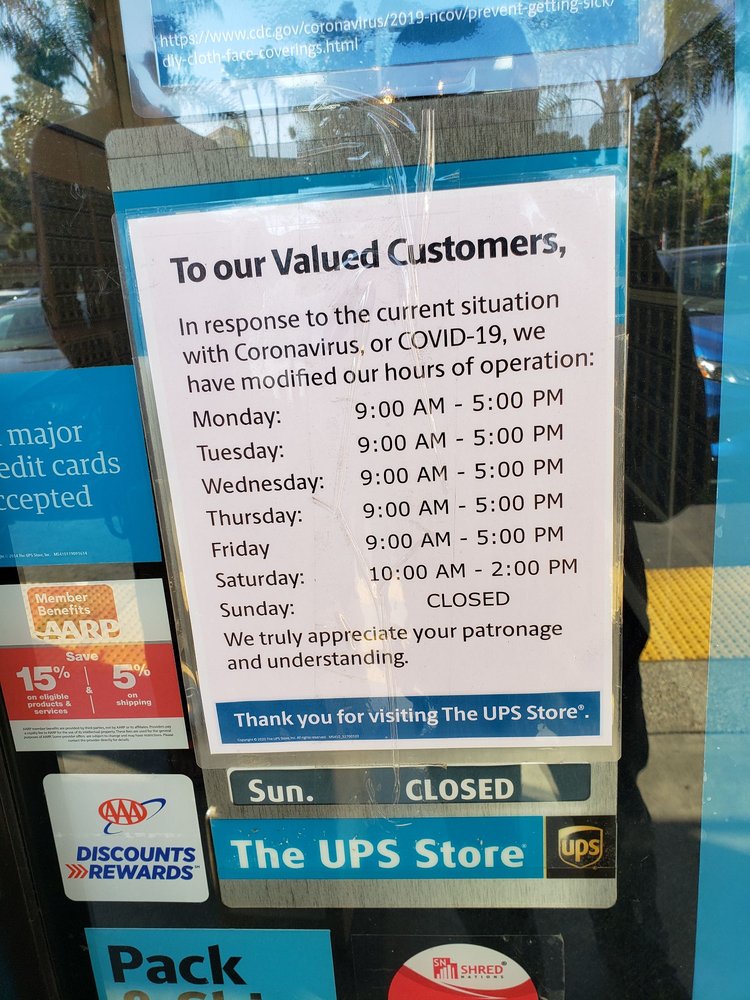 https://www.cdc.gov/coronavirus/2019-ncov/prevent-getting-sick/
diy-cloth-face-coverings.html
To our Valued Customers,
In response to the current situation
with Coronavirus, or COVID-19, we
have modified our hours of operation:
Monday: 9:00 AM - 5:00 PM
Tuesday: 9:00 AM - 5:00 PM
Wednesday: 9:00 AM - 5:00 PM
Thursday: 9:00 AM - 5:00 PM
Friday 9:00 AM - 5:00 PM
Saturday: 10:00 AM - 2:00 PM
Sunday: CLOSED
We truly appreciate your patronage
and understanding.
Thank you for visiting The UPS Store®.
Sun. CLOSED
The UPS Store
ups
major
edit cards
ccepted
Member
Benefits
AARP
Save
15% & 5%
on eligible
products &
services
on
shipping
AAA
DISCOUNTS
REWARDS
Pack
SN SHRED
NATIONS